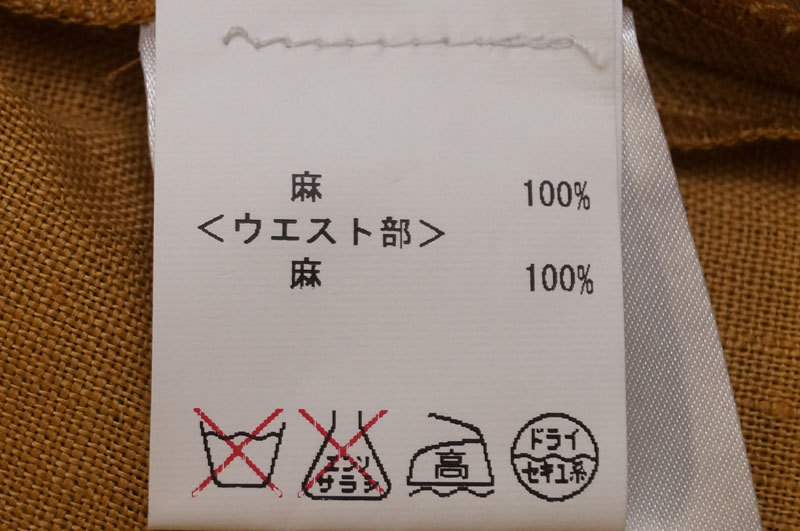 麻 100%
<ウエスト部>
麻 100%
エンソ
サラシ
高
ドライ
セキユ系